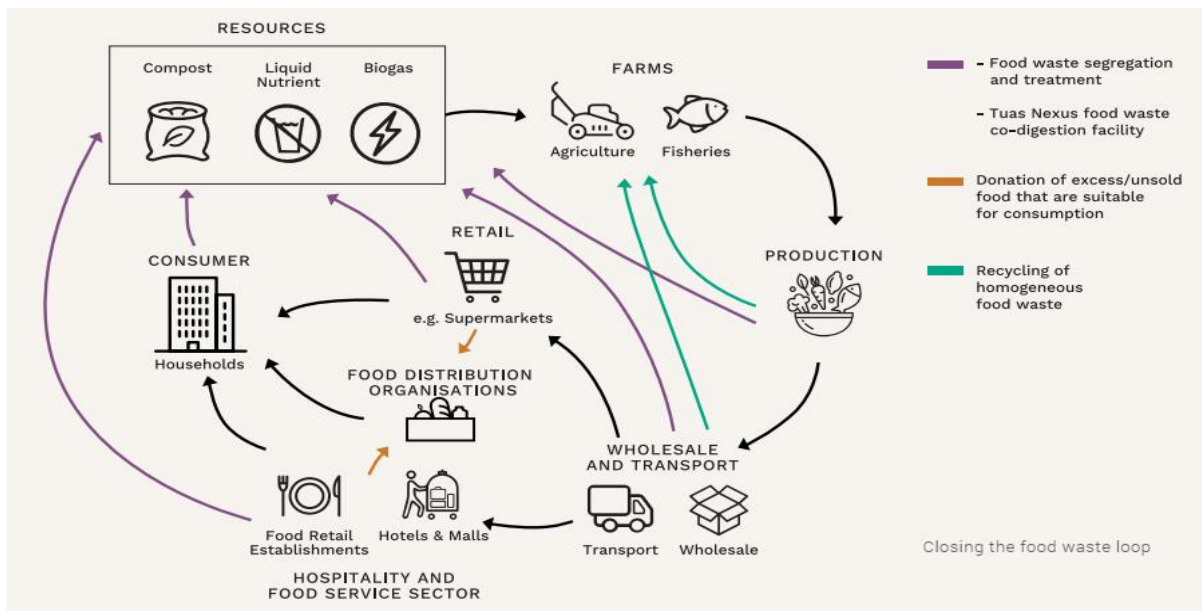 RESOURCES
Compost
Liquid
Nutrient
Biogas
FARMS
Agriculture
Fisheries
– Food waste segregation
and treatment
– Tuas Nexus food waste
co-digestion facility
Donation of excess/unsold
food that are suitable
for consumption
Recycling of
homogeneous
food waste
PRODUCTION
RETAIL
e.g. Supermarkets
CONSUMER
Households
FOOD DISTRIBUTION
ORGANISATIONS
WHOLESALE
AND TRANSPORT
Transport
Wholesale
Food Retail
Establishments
Hotels & Malls
HOSPITALITY AND
FOOD SERVICE SECTOR
Closing the food waste loop